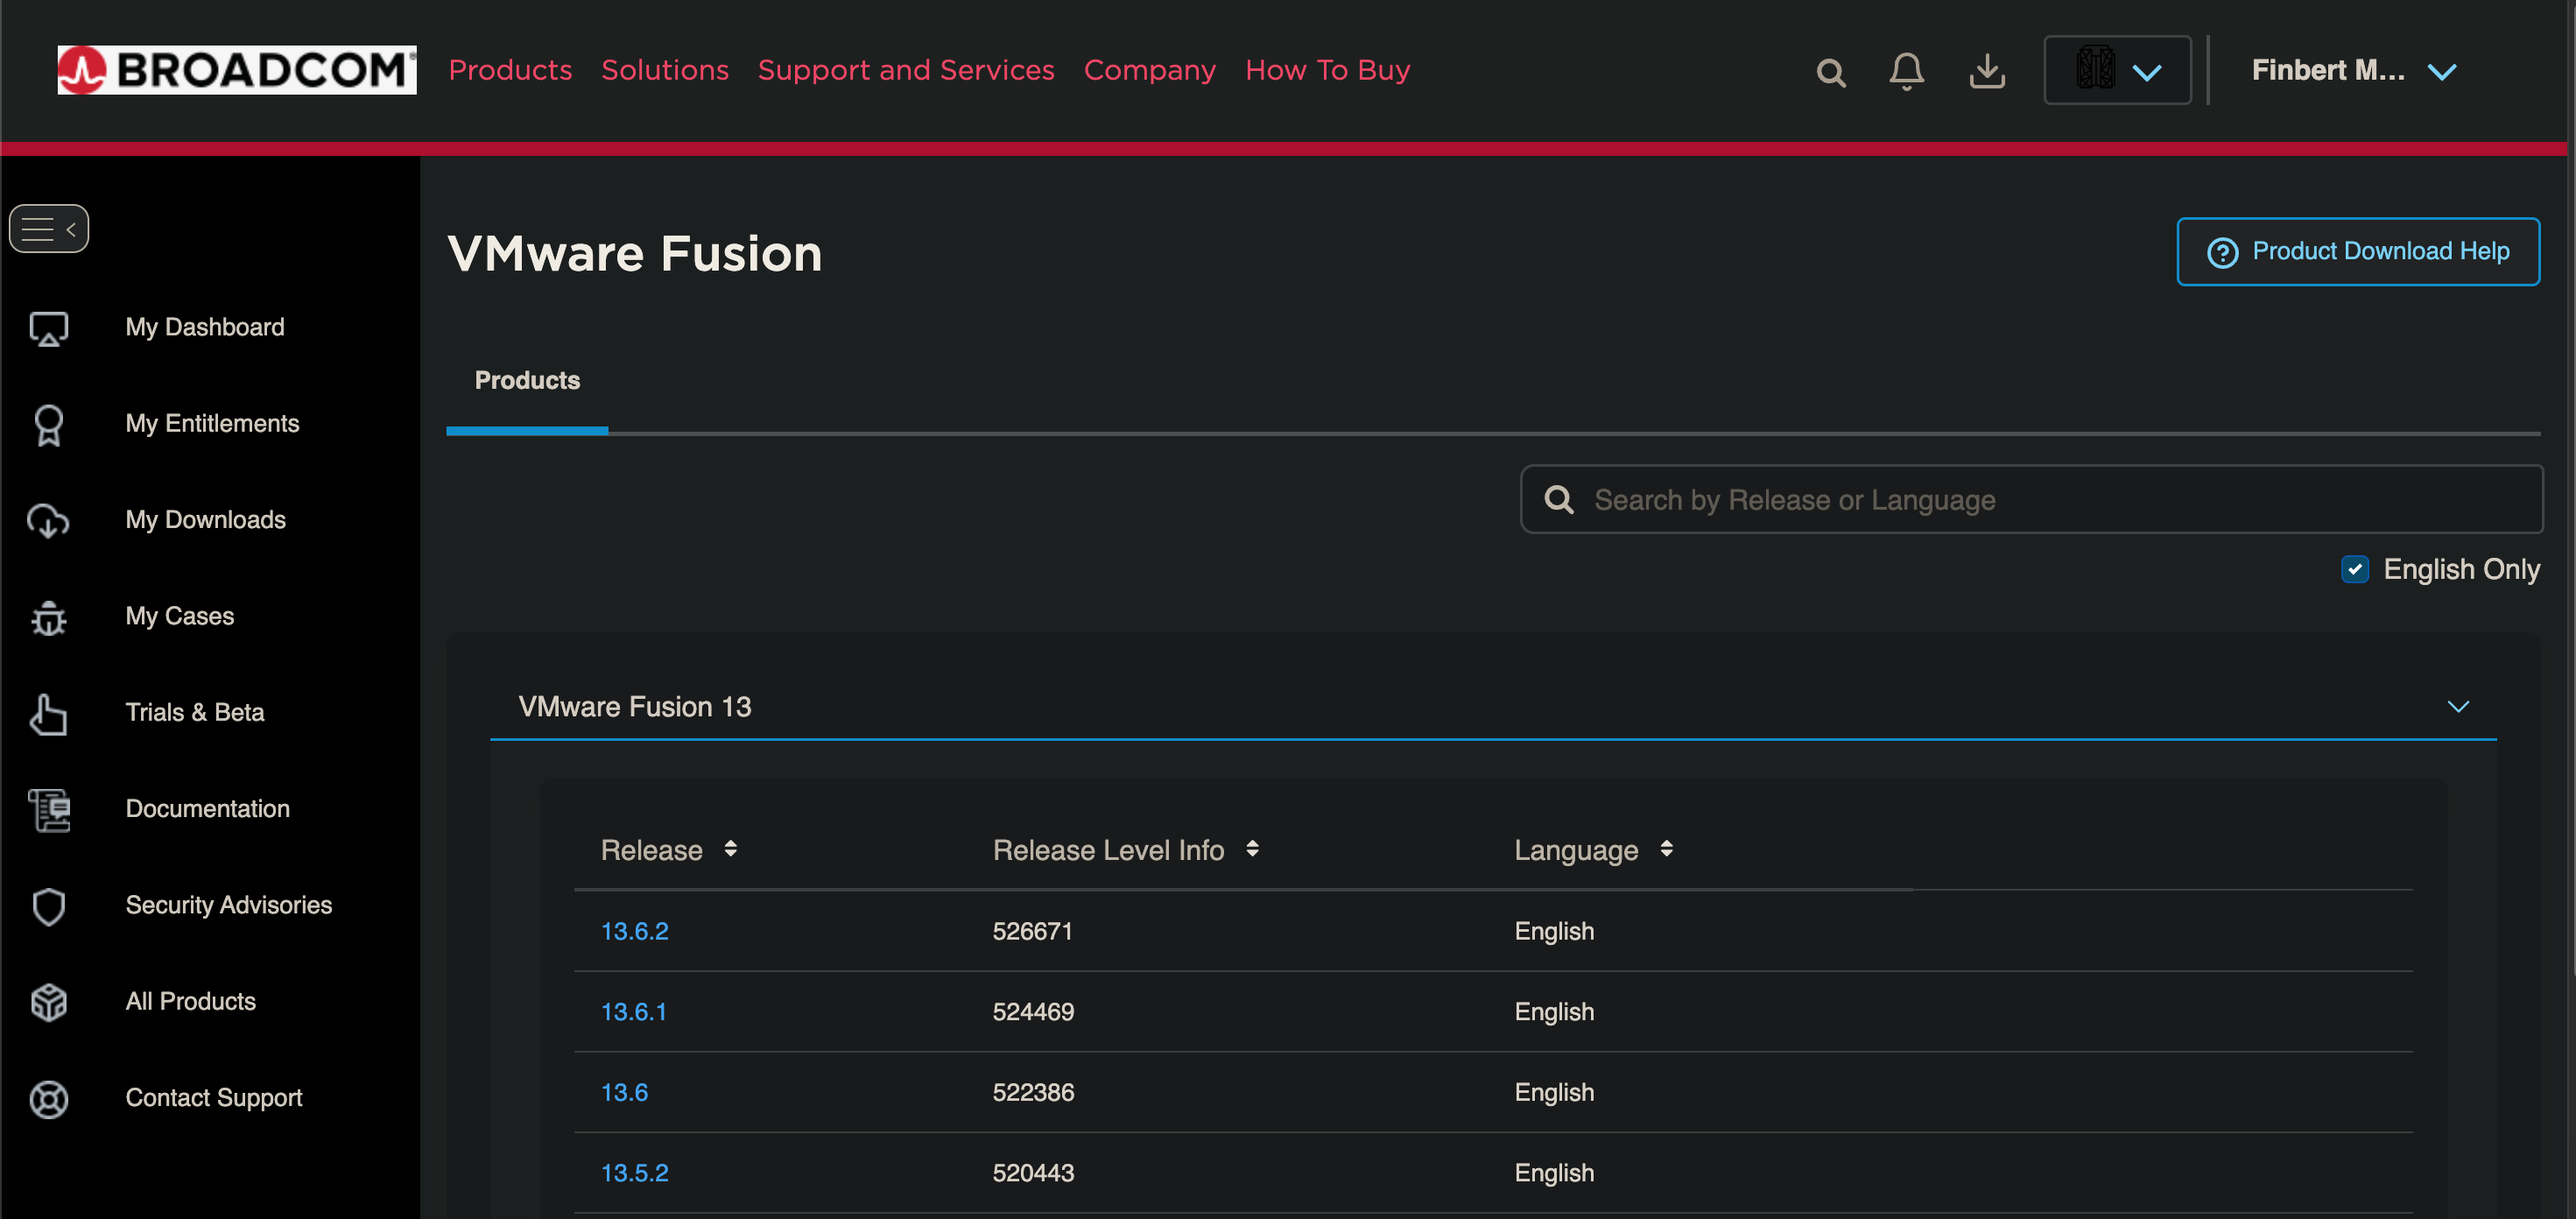 BROADCOM®
Products Solutions Support and Services Company How To Buy
Finbert M...
VMware Fusion
Product Download Help
My Dashboard
My Entitlements
My Downloads
My Cases
Trials & Beta
Documentation
Security Advisories
All Products
Contact Support
Products
Search by Release or Language
English Only
VMware Fusion 13
Release Release Level Info Language
13.6.2 526671 English
13.6.1 524469 English
13.6 522386 English
13.5.2 520443 English